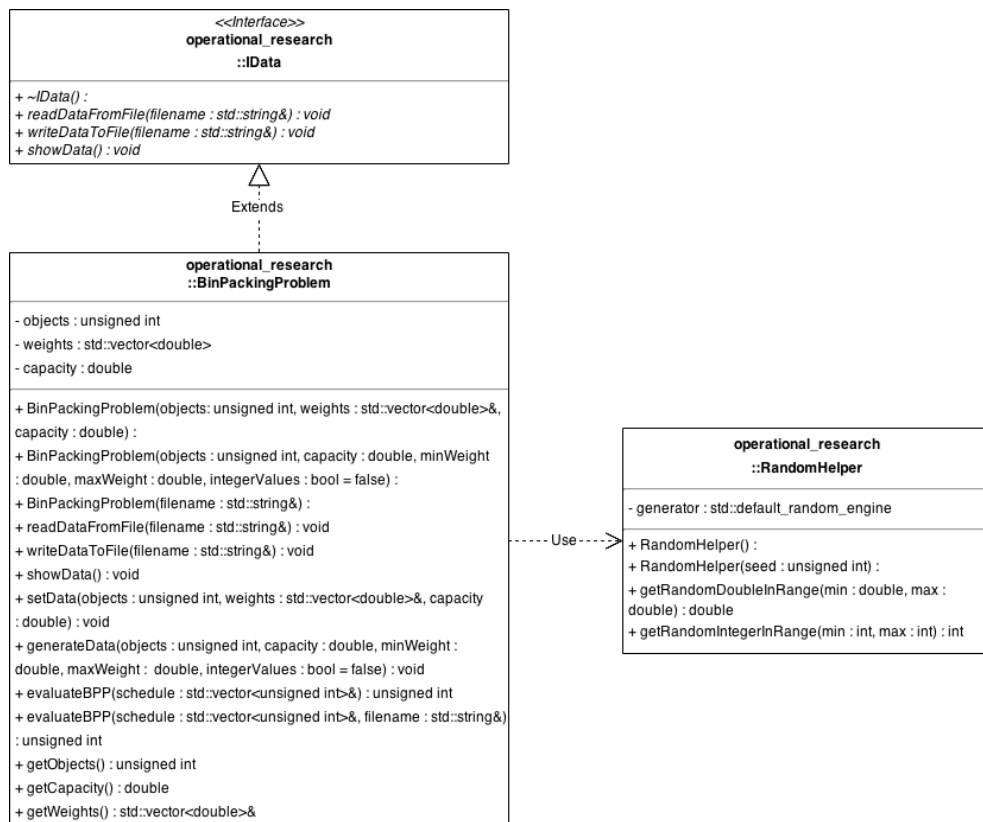 <<Interface>>
operational_research
::IData
+ ~IData() :
+ readDataFromFile(filename : std::string&) : void
+ writeDataToFile(filename : std::string&) : void
+ showData() : void
Extends
operational_research
::BinPackingProblem
- objects : unsigned int
- weights : std::vector<double>
- capacity : double
+ BinPackingProblem(objects: unsigned int, weights : std::vector<double>&,
capacity : double) :
+ BinPackingProblem(objects : unsigned int, capacity : double, minWeight
: double, maxWeight : double, integerValues : bool = false) :
+ BinPackingProblem(filename : std::string&) :
+ readDataFromFile(filename : std::string&) : void
+ writeDataToFile(filename : std::string&) : void
+ showData() : void
+ setData(objects : unsigned int, weights : std::vector<double>&, capacity
: double) : void
+ generateData(objects : unsigned int, capacity : double, minWeight :
double, maxWeight : double, integerValues : bool = false) : void
+ evaluateBPP(schedule : std::vector<unsigned int>&) : unsigned int
+ evaluateBPP(schedule : std::vector<unsigned int>&, filename : std::string&)
: unsigned int
+ getObjects() : unsigned int
+ getCapacity() : double
+ getWeights() : std::vector<double>&
Use
operational_research
::RandomHelper
- generator : std::default_random_engine
+ RandomHelper() :
+ RandomHelper(seed : unsigned int) :
+ getRandomDoubleInRange(min : double, max :
double) : double
+ getRandomIntegerInRange(min : int, max : int) : int